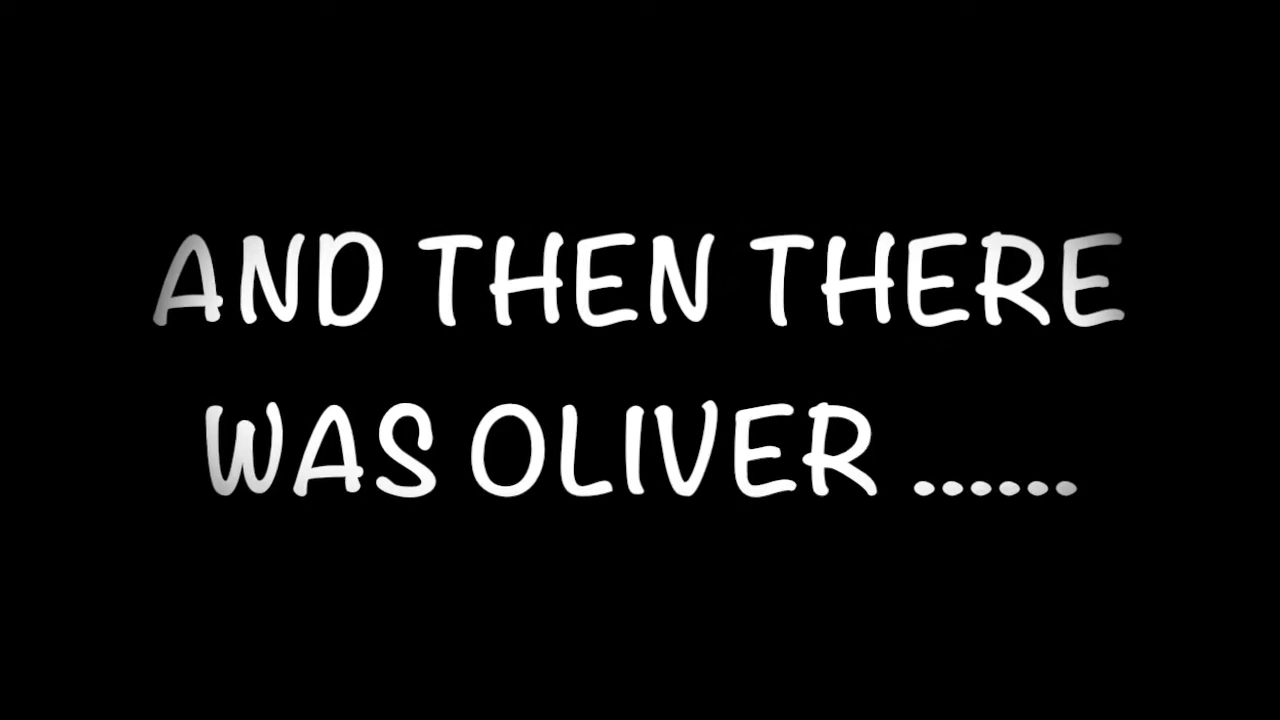 AND THEN THERE
WAS OLIVER ......